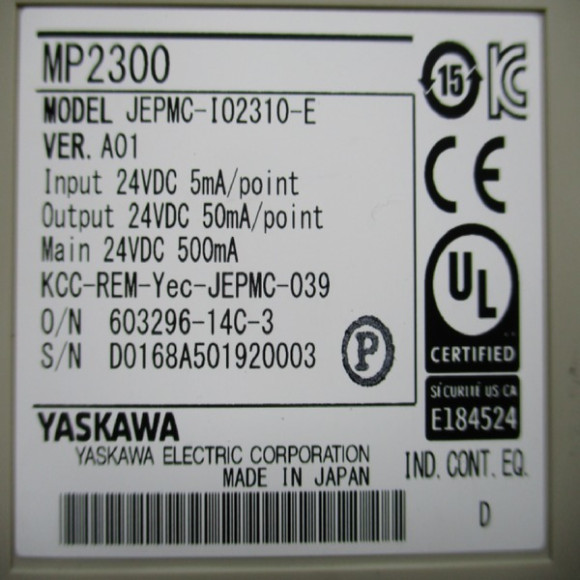 MP2300
MODEL JEPMC-IO2310-E
VER. A01
Input 24VDC 5mA/point
Output 24VDC 50mA/point
Main 24VDC 500mA
KCC-REM-Yec-JEPMC-039
O/N 603296-14C-3
S/N D0168A501920003
P
YASKAWA
YASKAWA ELECTRIC CORPORATION
MADE IN JAPAN
15
KC
CE
UL
CERTIFIED
SÉCURITÉ US CA
E184524
IND. CONT. EQ.
D